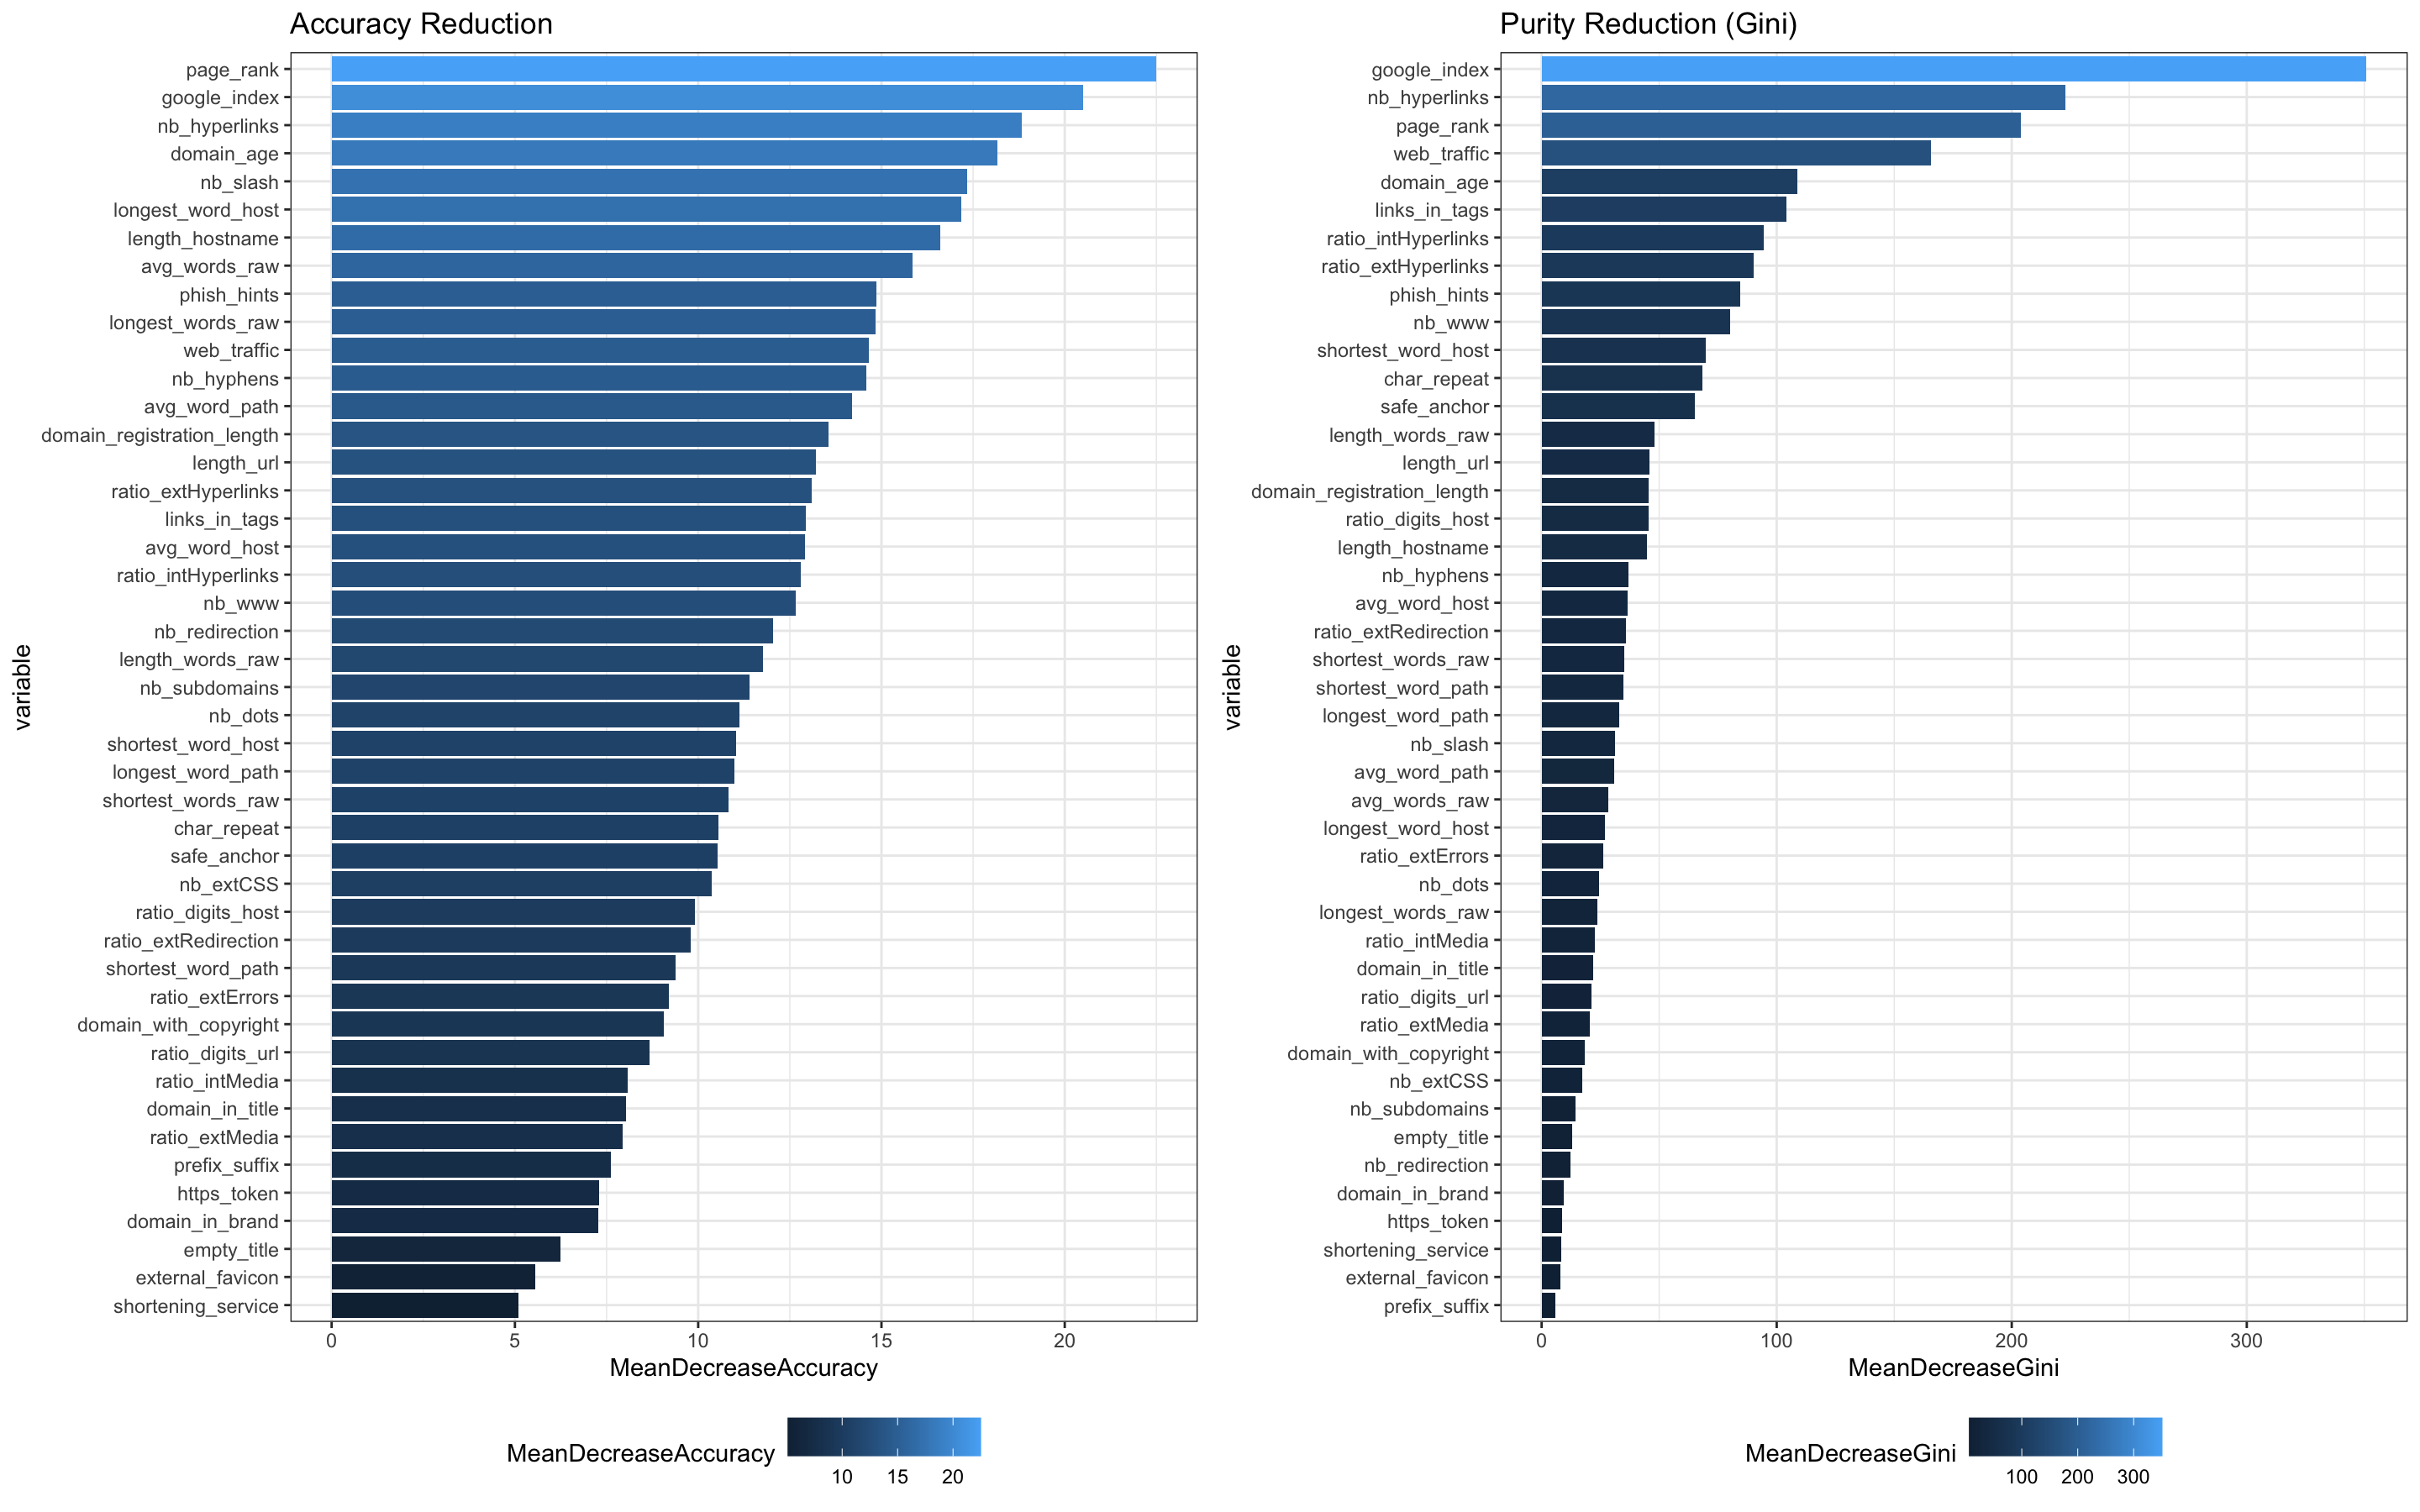 Accuracy Reduction
page_rank
google_index
nb_hyperlinks
domain_age
nb_slash
longest_word_host
length_hostname
avg_words_raw
phish_hints
longest_words_raw
web_traffic
nb_hyphens
avg_word_path
domain_registration_length
length_url
ratio_extHyperlinks
links_in_tags
avg_word_host
ratio_intHyperlinks
nb_www
nb_redirection
length_words_raw
nb_subdomains
nb_dots
shortest_word_host
longest_word_path
shortest_words_raw
char_repeat
safe_anchor
nb_extCSS
ratio_digits_host
ratio_extRedirection
shortest_word_path
ratio_extErrors
domain_with_copyright
ratio_digits_url
ratio_intMedia
domain_in_title
ratio_extMedia
prefix_suffix
https_token
domain_in_brand
empty_title
external_favicon
shortening_service
variable
0 5 10 15 20
MeanDecreaseAccuracy
MeanDecreaseAccuracy
10 15 20
Purity Reduction (Gini)
google_index
nb_hyperlinks
page_rank
web_traffic
domain_age
links_in_tags
ratio_intHyperlinks
ratio_extHyperlinks
phish_hints
nb_www
shortest_word_host
char_repeat
safe_anchor
length_words_raw
length_url
domain_registration_length
ratio_digits_host
length_hostname
nb_hyphens
avg_word_host
ratio_extRedirection
shortest_words_raw
shortest_word_path
longest_word_path
nb_slash
avg_word_path
avg_words_raw
longest_word_host
ratio_extErrors
nb_dots
longest_words_raw
ratio_intMedia
domain_in_title
ratio_digits_url
ratio_extMedia
domain_with_copyright
nb_extCSS
nb_subdomains
empty_title
nb_redirection
domain_in_brand
https_token
shortening_service
external_favicon
prefix_suffix
variable
0 100 200 300
MeanDecreaseGini
MeanDecreaseGini
100 200 300